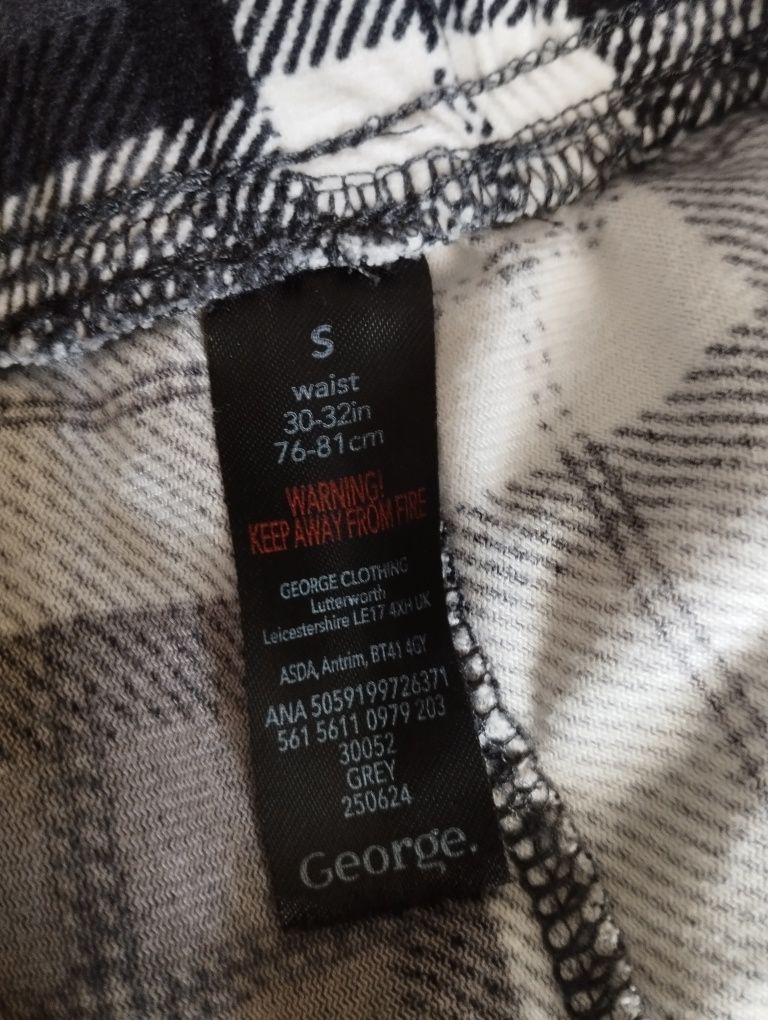 S
waist
30-32in
76-81cm
WARNING!
KEEP AWAY FROM FIRE
GEORGE CLOTHING
Lutterworth
Leicestershire LE17 4XH UK
ASDA, Antrim, BT41 4GY
ANA 5059199726371
561 5611 0979 203
30052
GREY
250624
George.